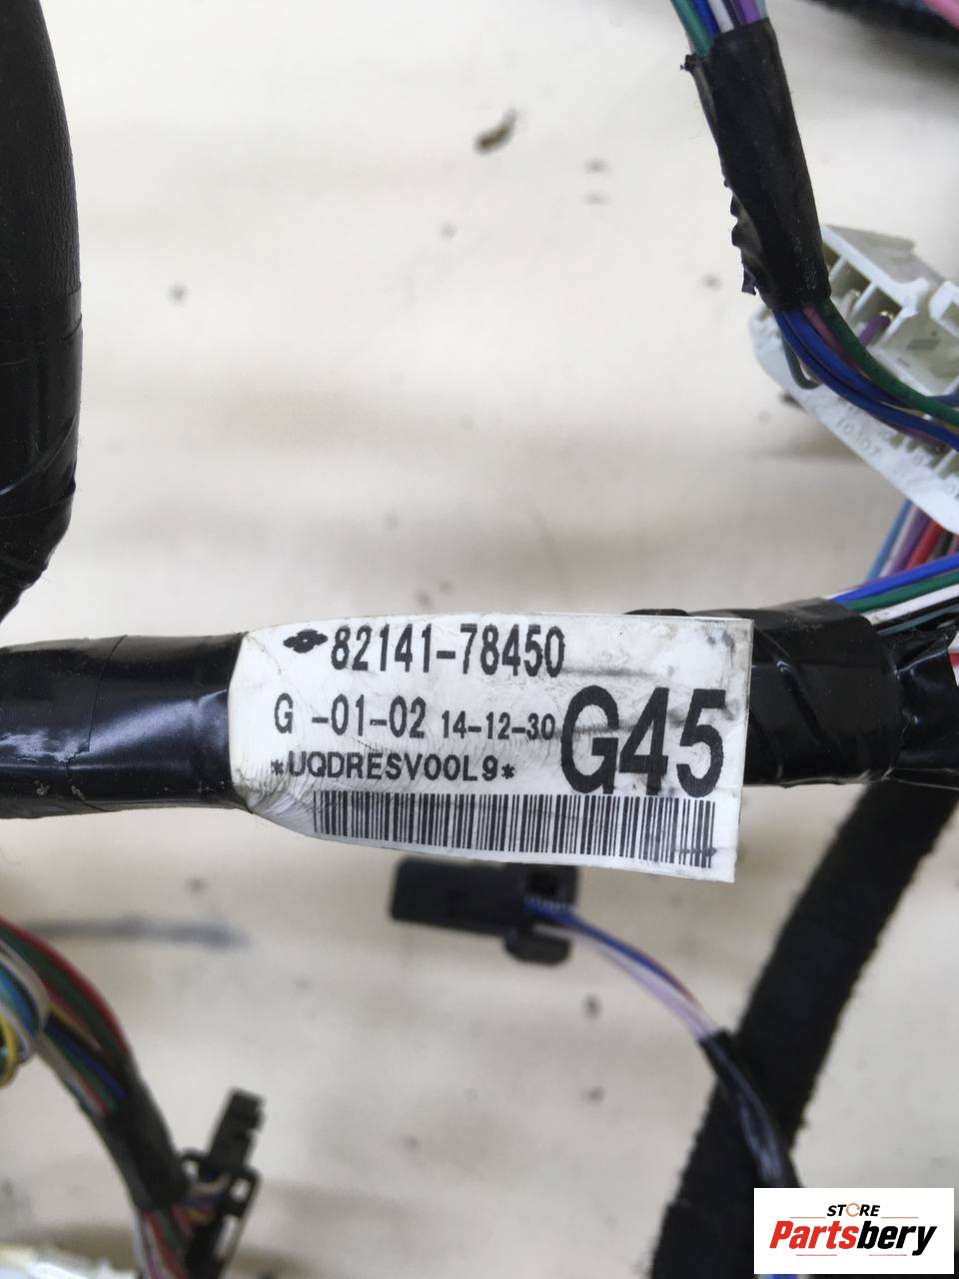 82141-78450
G -01-02 14-12-30 G45
*UQDRESV00L9*
STORE
Partsbery